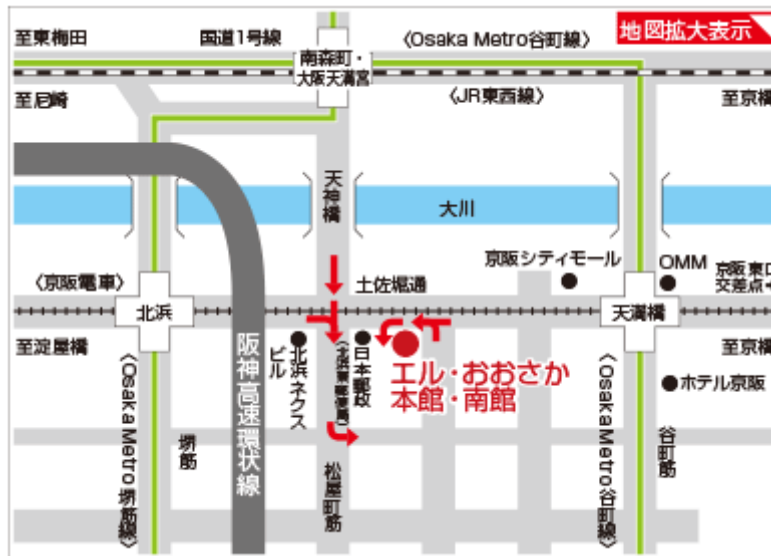 地図拡大表示
至東梅田
国道1号線
〈Osaka Metro谷町線〉
南森町・
大阪天満宮
至尼崎
〈JR東西線〉
至京橋
天神橋
大川
京阪シティモール
OMM
京阪東口
交差点
〈京阪電車〉
土佐堀通
北浜
天満橋
至淀屋橋
至京橋
阪神高速環状線
北浜ネクス
ビル
〈北浜東郵便局〉
日本郵政
エル・おおさか
本館・南館
ホテル京阪
〈Osaka Metro堺筋線〉
堺筋
松屋町筋
〈Osaka Metro谷町線〉
谷町筋